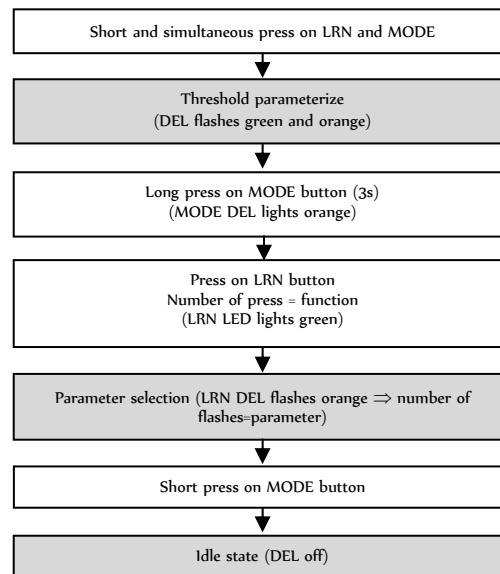 Short and simultaneous press on LRN and MODE
Threshold parameterize
(DEL flashes green and orange)
Long press on MODE button (3s)
(MODE DEL lights orange)
Press on LRN button
Number of press = function
(LRN LED lights green)
Parameter selection (LRN DEL flashes orange ⇒ number of
flashes=parameter)
Short press on MODE button
Idle state (DEL off)